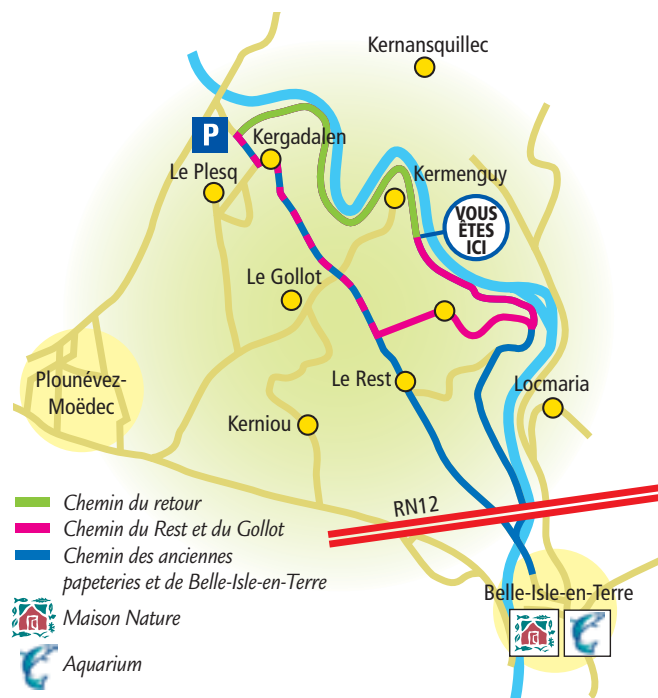 Kernansquillec
P
Kergadalen
Le Plesq
Kermenguy
VOUS
ÊTES
ICI
Le Gollot
Plounévez-
Moëdec
Le Rest
Locmaria
Kerniou
RN12
Chemin du retour
Chemin du Rest et du Gollot
Chemin des anciennes
papeteries et de Belle-Isle-en-Terre
Maison Nature
Aquarium
Belle-Isle-en-Terre